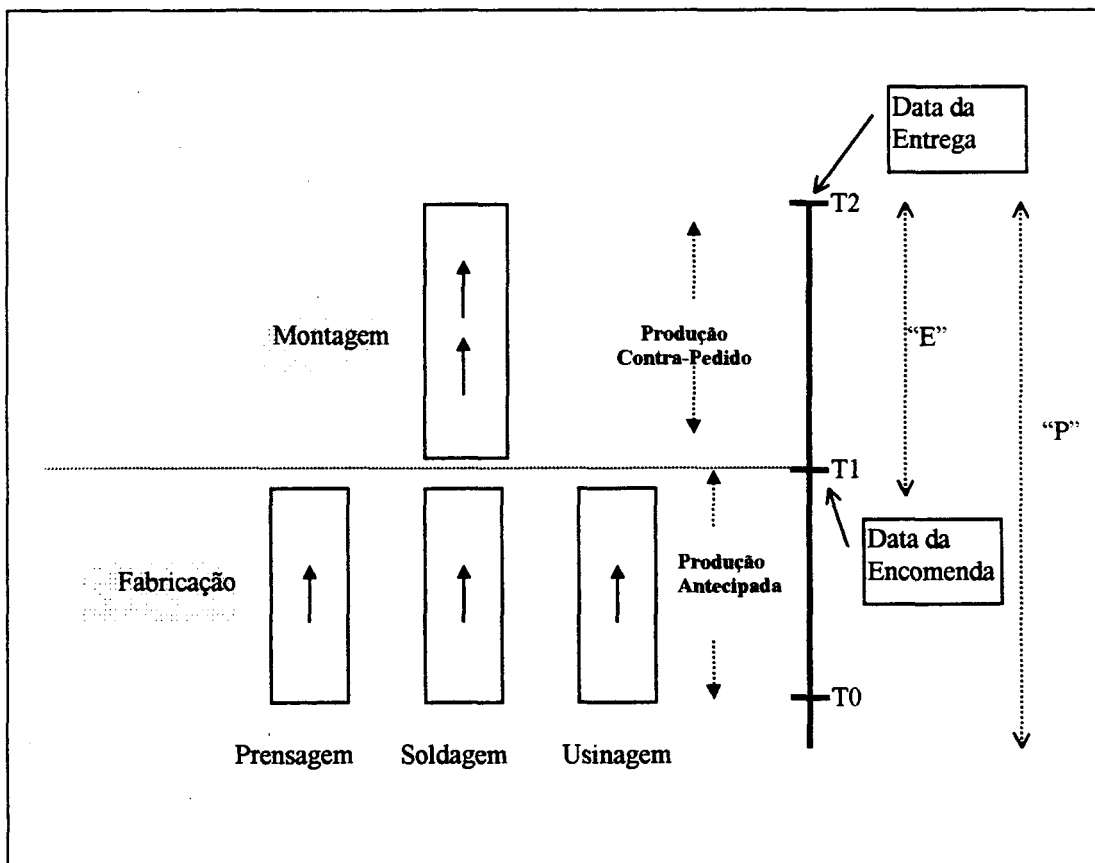 Data da
Entrega
T2
Montagem
Produção
Contra-Pedido
“E”
“P”
T1
Data da
Encomenda
Fabricação
Produção
Antecipada
T0
Prensagem
Soldagem
Usinagem